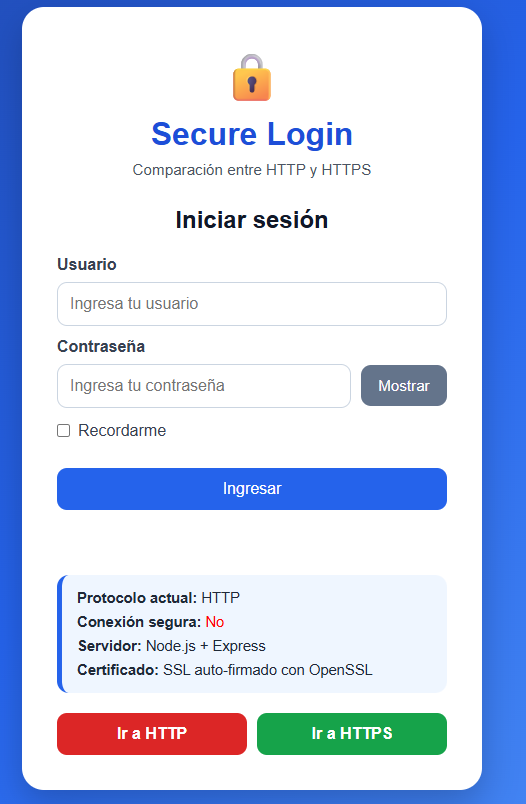 Secure Login
Comparación entre HTTP y HTTPS
Iniciar sesión
Usuario
Ingresa tu usuario
Contraseña
Ingresa tu contraseña
Mostrar
Recordarme
Ingresar
Protocolo actual: HTTP
Conexión segura: No
Servidor: Node.js + Express
Certificado: SSL auto-firmado con OpenSSL
Ir a HTTP
Ir a HTTPS